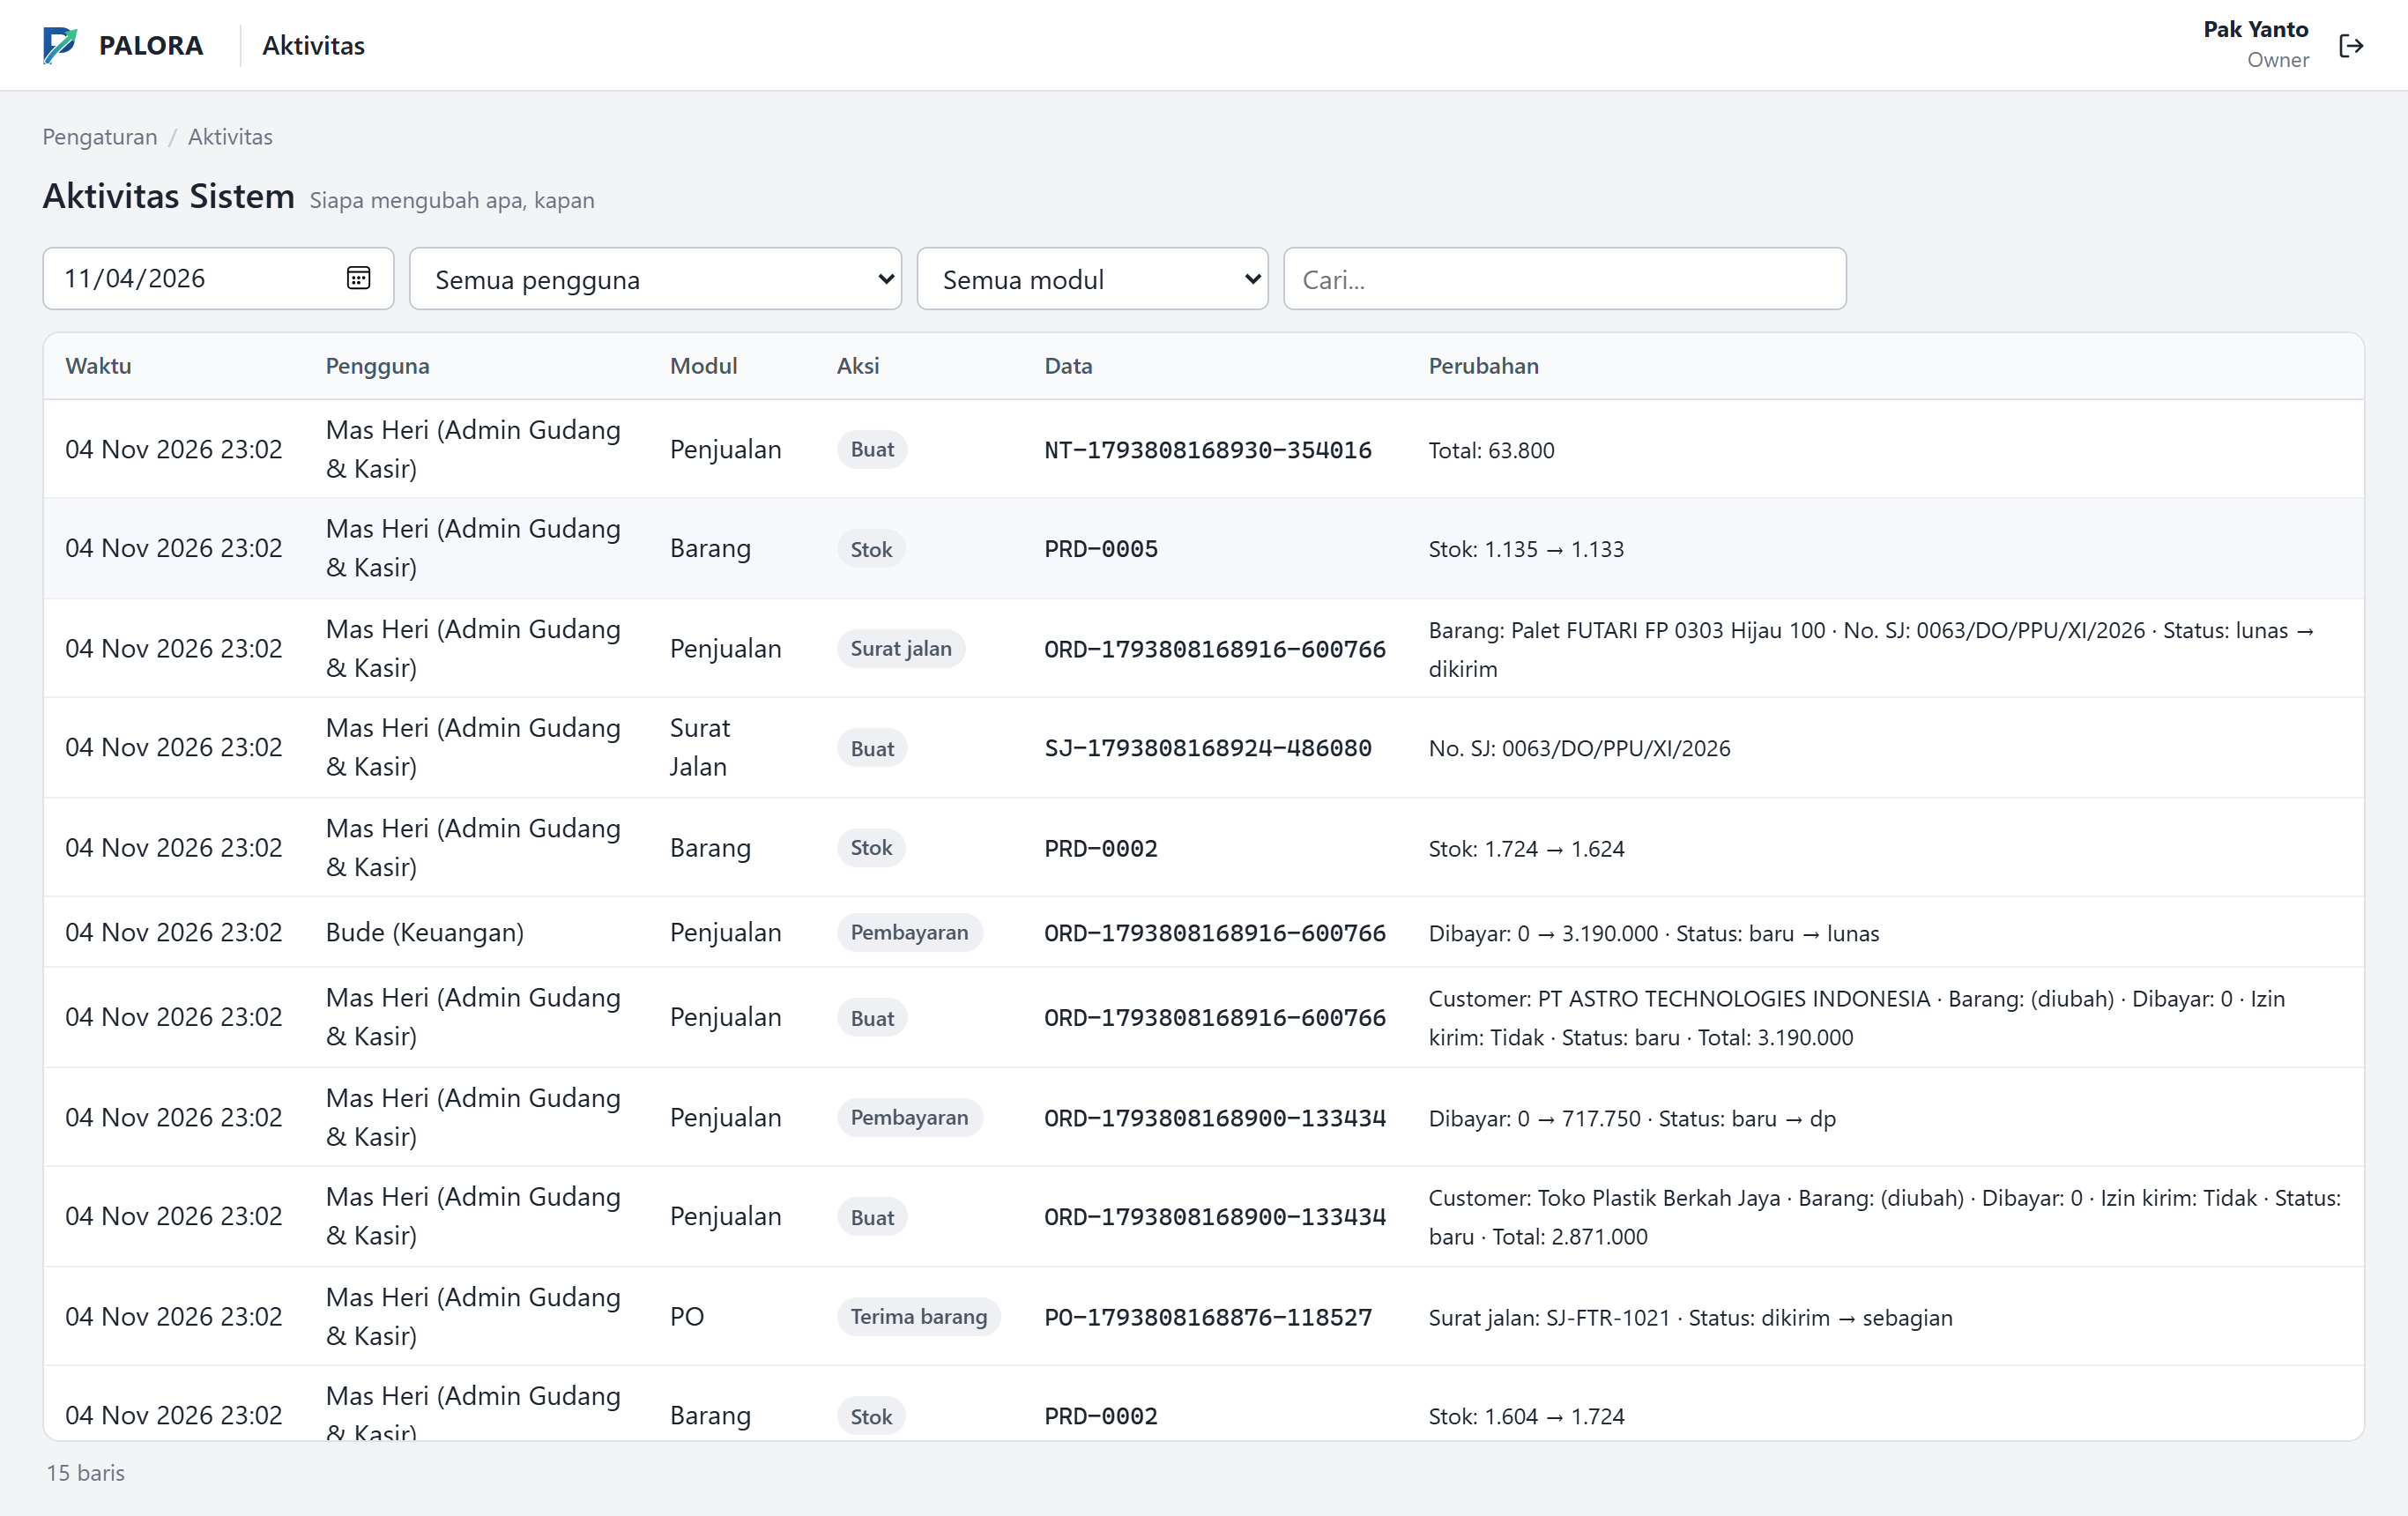 PALORA
Aktivitas
Pak Yanto
Owner
Pengaturan / Aktivitas
Aktivitas Sistem Siapa mengubah apa, kapan
11/04/2026
Semua pengguna
Semua modul
Cari...
Waktu Pengguna Modul Aksi Data Perubahan
04 Nov 2026 23:02 Mas Heri (Admin Gudang & Kasir) Penjualan Buat NT-1793808168930-354016 Total: 63.800
04 Nov 2026 23:02 Mas Heri (Admin Gudang & Kasir) Barang Stok PRD-0005 Stok: 1.135 → 1.133
04 Nov 2026 23:02 Mas Heri (Admin Gudang & Kasir) Penjualan Surat jalan ORD-1793808168916-600766 Barang: Palet FUTARI FP 0303 Hijau 100 · No. SJ: 0063/DO/PPU/XI/2026 · Status: lunas → dikirim
04 Nov 2026 23:02 Mas Heri (Admin Gudang & Kasir) Surat Jalan Buat SJ-1793808168924-486080 No. SJ: 0063/DO/PPU/XI/2026
04 Nov 2026 23:02 Mas Heri (Admin Gudang & Kasir) Barang Stok PRD-0002 Stok: 1.724 → 1.624
04 Nov 2026 23:02 Bude (Keuangan) Penjualan Pembayaran ORD-1793808168916-600766 Dibayar: 0 → 3.190.000 · Status: baru → lunas
04 Nov 2026 23:02 Mas Heri (Admin Gudang & Kasir) Penjualan Buat ORD-1793808168916-600766 Customer: PT ASTRO TECHNOLOGIES INDONESIA · Barang: (diubah) · Dibayar: 0 · Izin kirim: Tidak · Status: baru · Total: 3.190.000
04 Nov 2026 23:02 Mas Heri (Admin Gudang & Kasir) Penjualan Pembayaran ORD-1793808168900-133434 Dibayar: 0 → 717.750 · Status: baru → dp
04 Nov 2026 23:02 Mas Heri (Admin Gudang & Kasir) Penjualan Buat ORD-1793808168900-133434 Customer: Toko Plastik Berkah Jaya · Barang: (diubah) · Dibayar: 0 · Izin kirim: Tidak · Status: baru · Total: 2.871.000
04 Nov 2026 23:02 Mas Heri (Admin Gudang & Kasir) PO Terima barang PO-1793808168876-118527 Surat jalan: SJ-FTR-1021 · Status: dikirim → sebagian
04 Nov 2026 23:02 Mas Heri (Admin Gudang & Kasir) Barang Stok PRD-0002 Stok: 1.604 → 1.724
15 baris